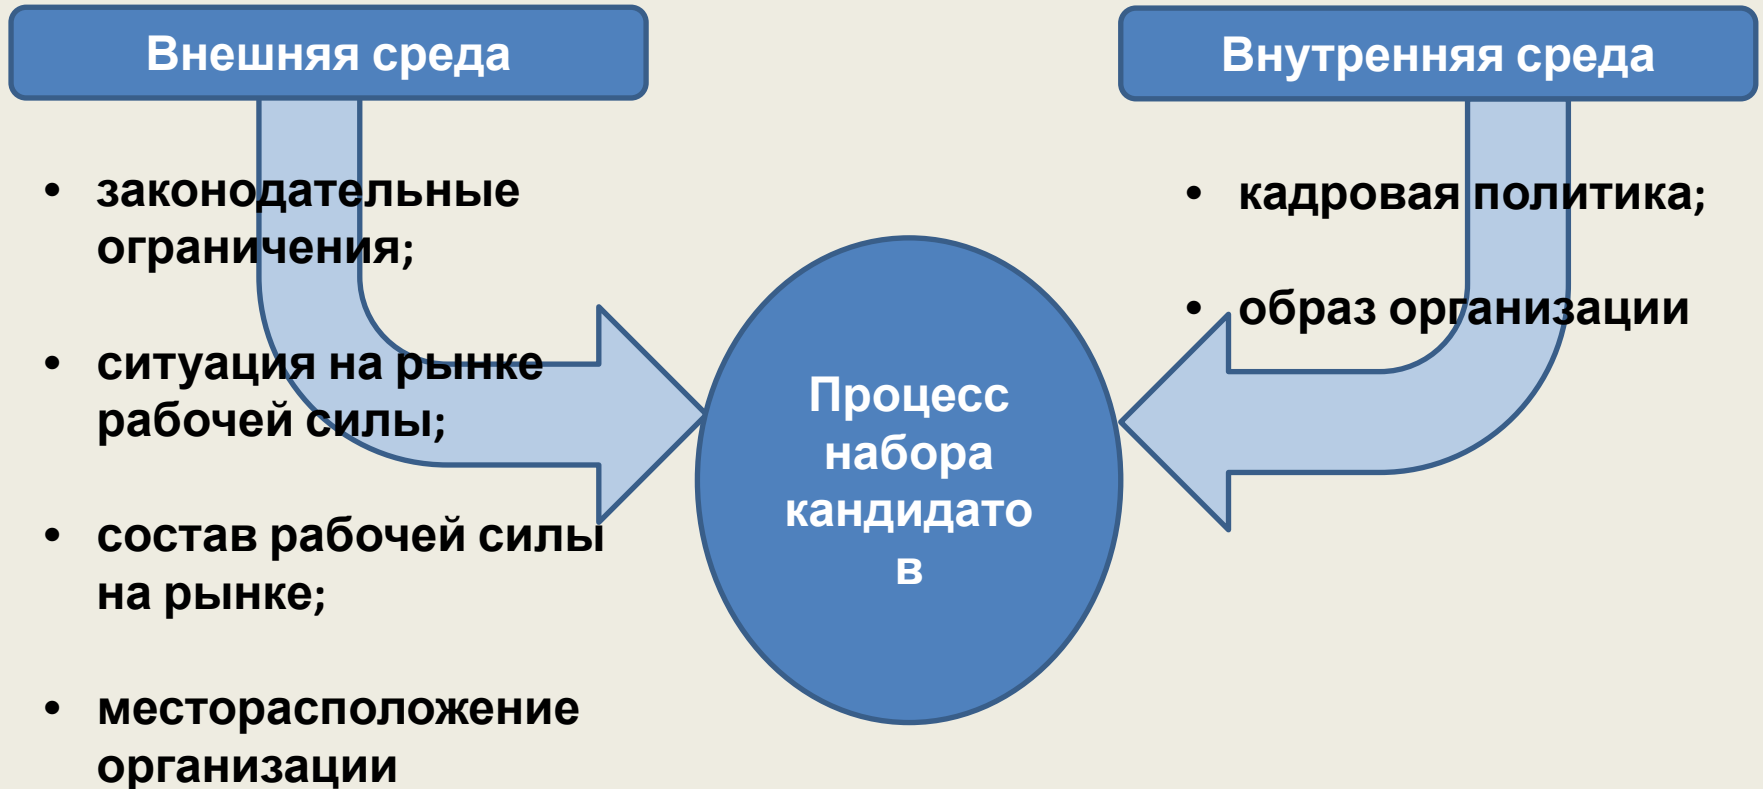 Внешняя среда
• законодательные
ограничения;
• ситуация на рынке
рабочей силы;
• состав рабочей силы
на рынке;
• месторасположение
организации
Процесс
набора
кандидато
в
Внутренняя среда
• кадровая политика;
• образ организации